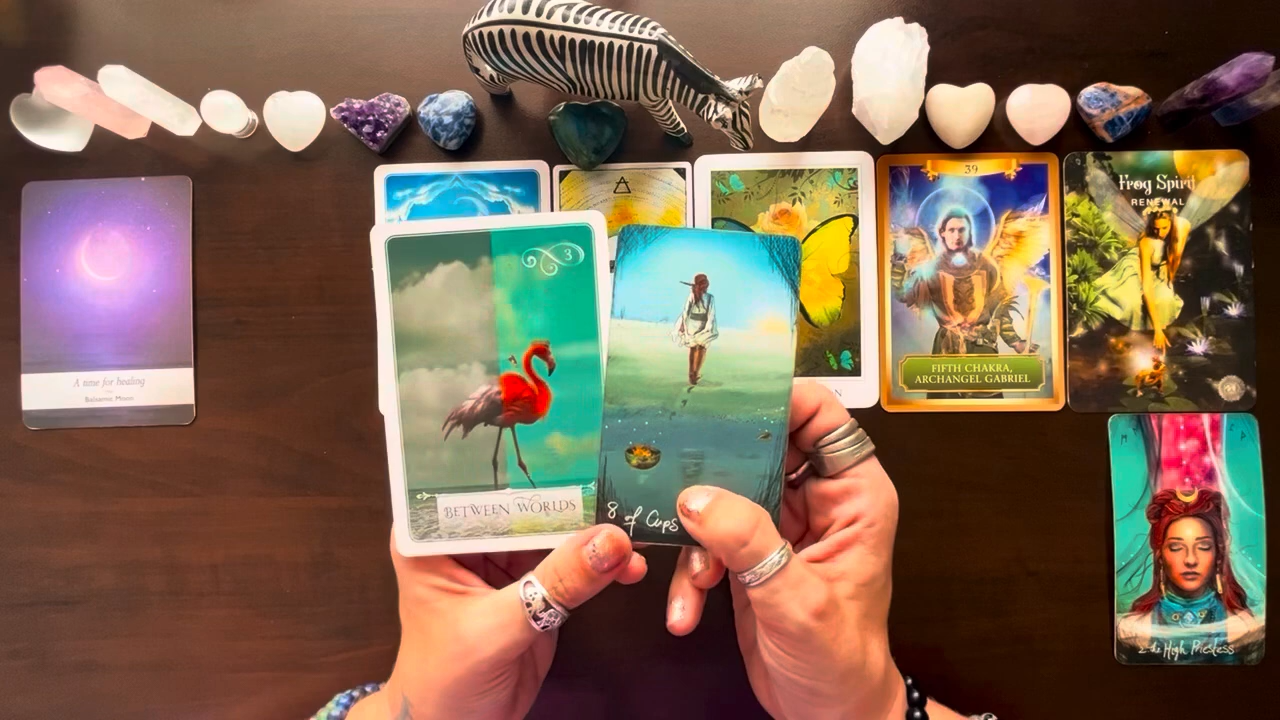 39
Frog Spirit
RENEWAL
3
A time for healing
Balsamic Moon
FIFTH CHAKRA,
ARCHANGEL GABRIEL
BETWEEN WORLDS
8 of Cups
2 the High Priestess